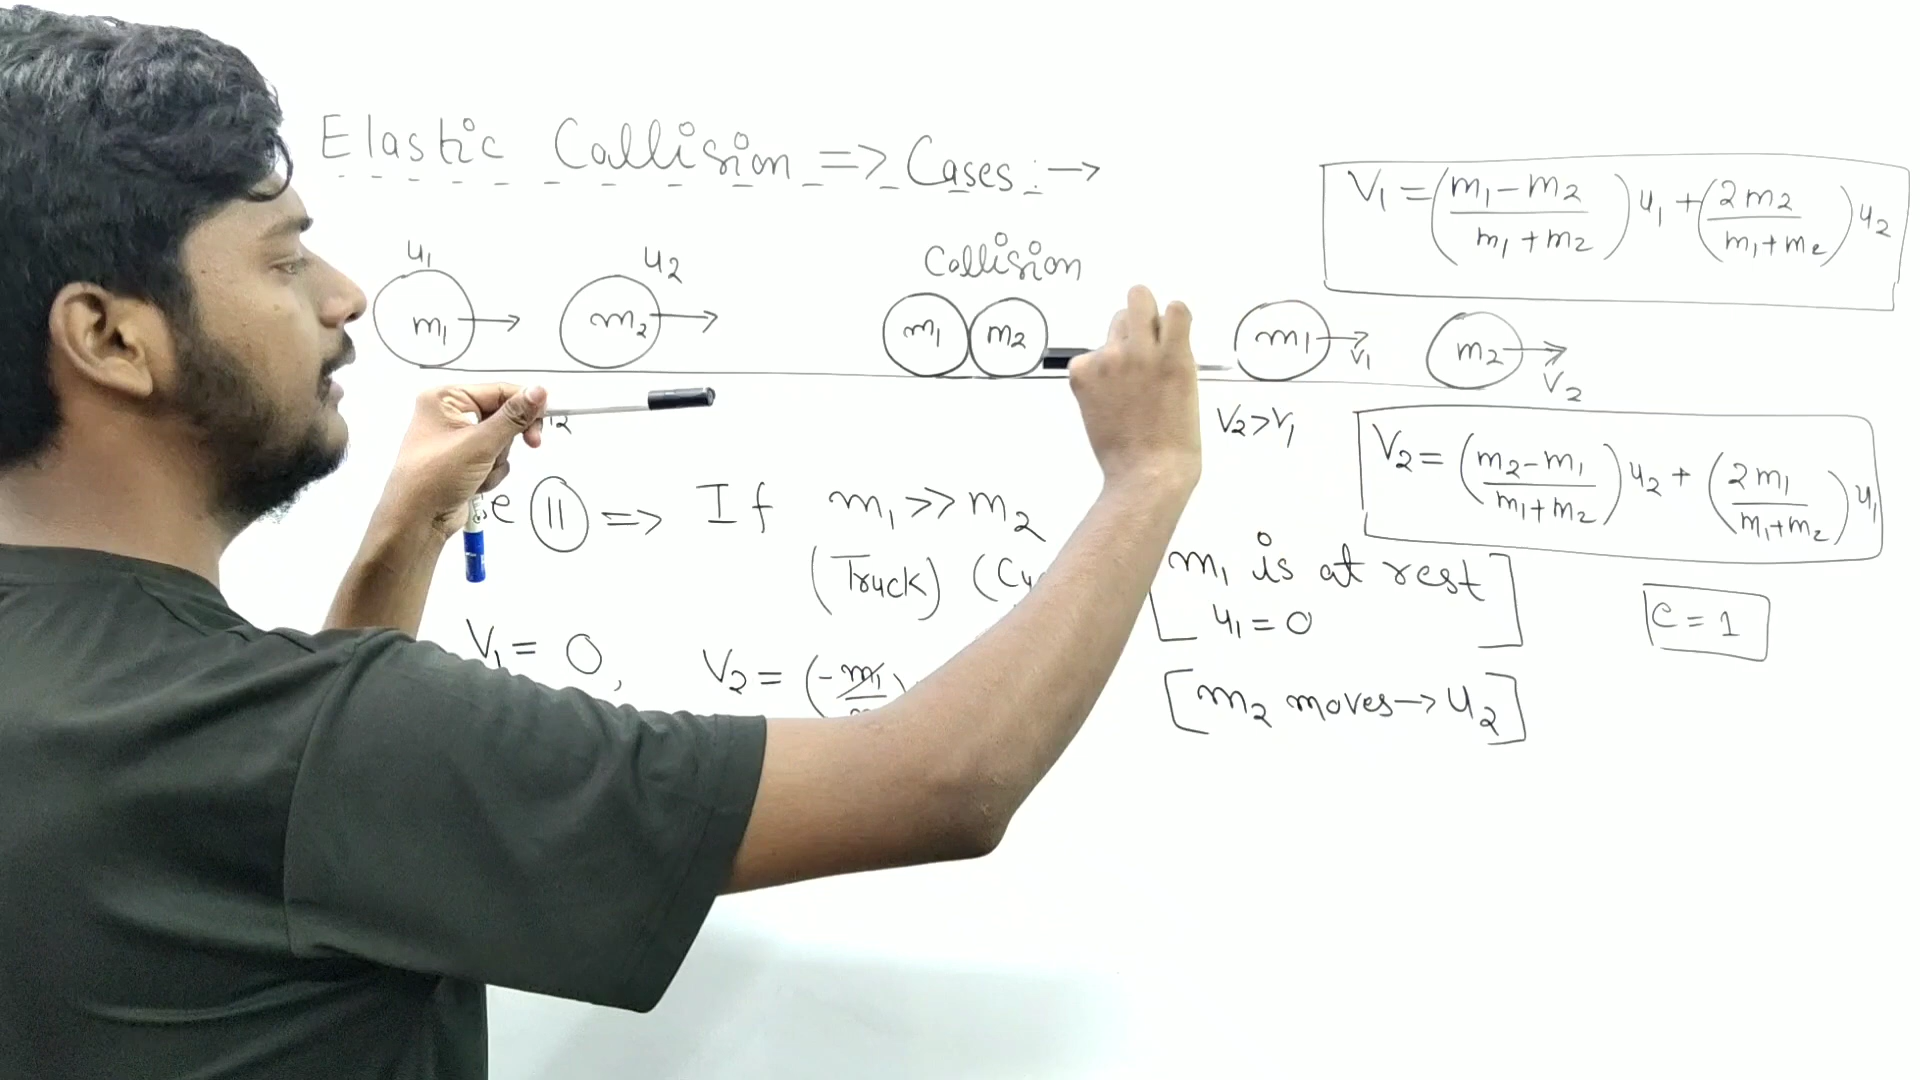 Elastic Collision => Cases :→
V1 = (m1 - m2 / m1 + m2) u1 + (2m2 / m1 + m2) u2
u1 u2
m1 m2
Collision
m1 m2
m1 v1 m2 v2
V2 > V1
V2 = (m2 - m1 / m1 + m2) u2 + (2m1 / m1 + m2) u1
II => If m1 >> m2
(Truck)
[m1 is at rest
u1 = 0]
e = 1
V1 = 0, V2 = (-m1
[m2 moves → u2]